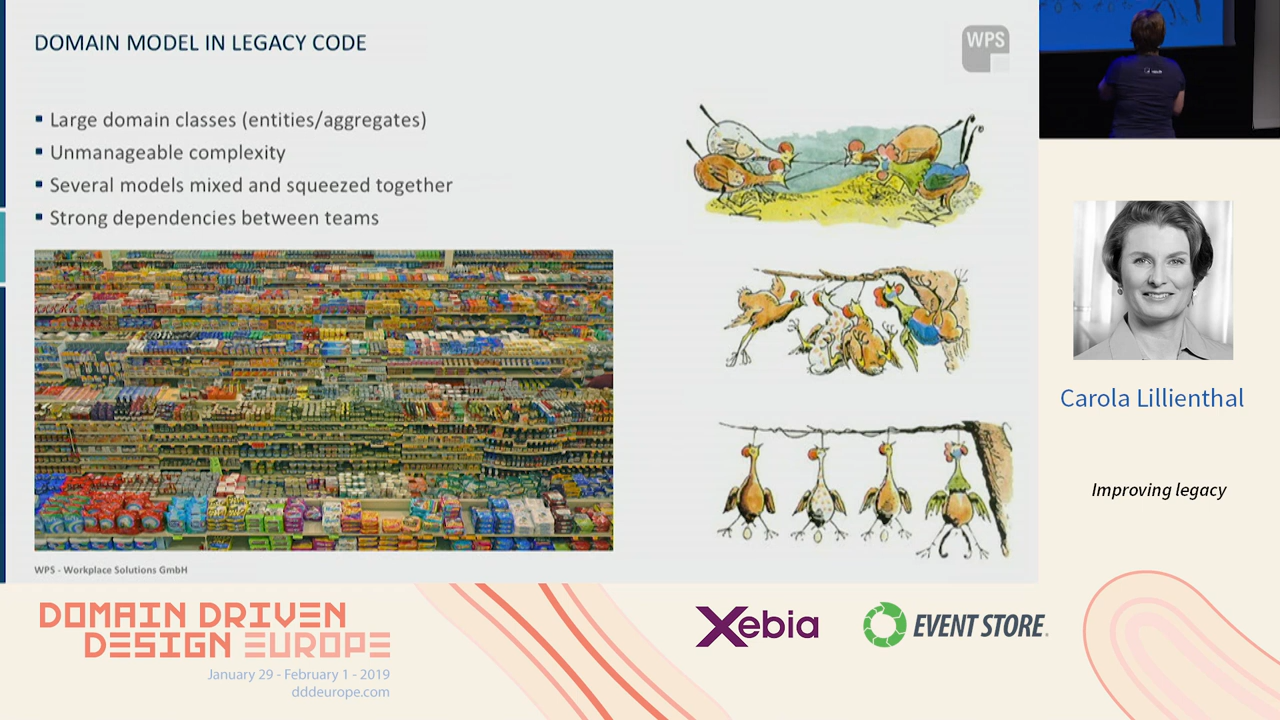 DOMAIN MODEL IN LEGACY CODE
WPS
Large domain classes (entities/aggregates)
Unmanageable complexity
Several models mixed and squeezed together
Strong dependencies between teams
WPS - Workplace Solutions GmbH
Carola Lillienthal
Improving legacy
DOMAIN DRIVEN
DESIGN EUROPE
January 29 - February 1 - 2019
dddeurope.com
Xebia
EVENT STORE